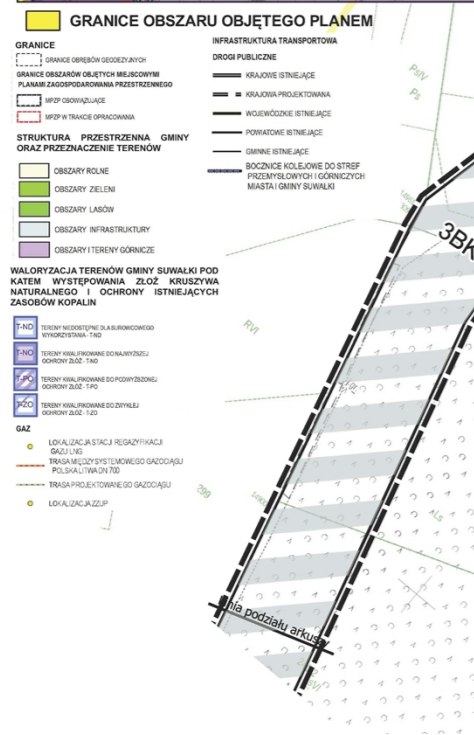 GRANICE OBSZARU OBJĘTEGO PLANEM
GRANICE
GRANICE OBRĘBÓW GEODEZYJNYCH
GRANICE OBSZARÓW OBJĘTYCH MIEJSCOWYMI
PLANAMI ZAGOSPODAROWANIA PRZESTRZENNEGO
MPZP OBOWIĄZUJĄCE
MPZP W TRAKCIE OPRACOWANIA
STRUKTURA PRZESTRZENNA GMINY
ORAZ PRZEZNACZENIE TERENÓW
OBSZARY ROLNE
OBSZARY ZIELENI
OBSZARY LASÓW
OBSZARY INFRASTRUKTURY
OBSZARY I TERENY GÓRNICZE
WALORYZACJA TERENÓW GMINY SUWAŁKI POD
KATEM WYSTĘPOWANIA ZŁOŻ KRUSZYWA
NATURALNEGO I OCHRONY ISTNIEJĄCYCH
ZASOBÓW KOPALIN
T-ND
TERENY NIEDOSTĘPNE DLA SUROWCOWEGO
WYKORZYSTANIA - T-ND
T-NO
TERENY KWALIFIKOWANE DO NAJWYŻSZEJ
OCHRONY ZŁÓŻ - T-NO
T-PO
TERENY KWALIFIKOWANE DO PODWYŻSZONEJ
OCHRONY ZŁÓŻ - T-PO
T-ZO
TERENY KWALIFIKOWANE DO ZWYKŁEJ
OCHRONY ZŁÓŻ - T-ZO
GAZ
LOKALIZACJA STACJI REGAZYFIKACJI
GAZU LNG
TRASA MIĘDZYSYSTEMOWEGO GAZOCIĄGU
POLSKA LITWA DN 700
TRASA PROJEKTOWANEGO GAZOCIĄGU
LOKALIZACJA ZZUP
INFRASTRUKTURA TRANSPORTOWA
DROGI PUBLICZNE
KRAJOWE ISTNIEJĄCE
KRAJOWA PROJEKTOWANA
WOJEWÓDZKIE ISTNIEJĄCE
POWIATOWE ISTNIEJĄCE
GMINNE ISTNIEJĄCE
BOCZNICE KOLEJOWE DO STREF
PRZEMYSŁOWYCH I GÓRNICZYCH
MIASTA I GMINY SUWAŁKI
PsIV
Ps
RVI
299
Ls
linia podziału arkuszy